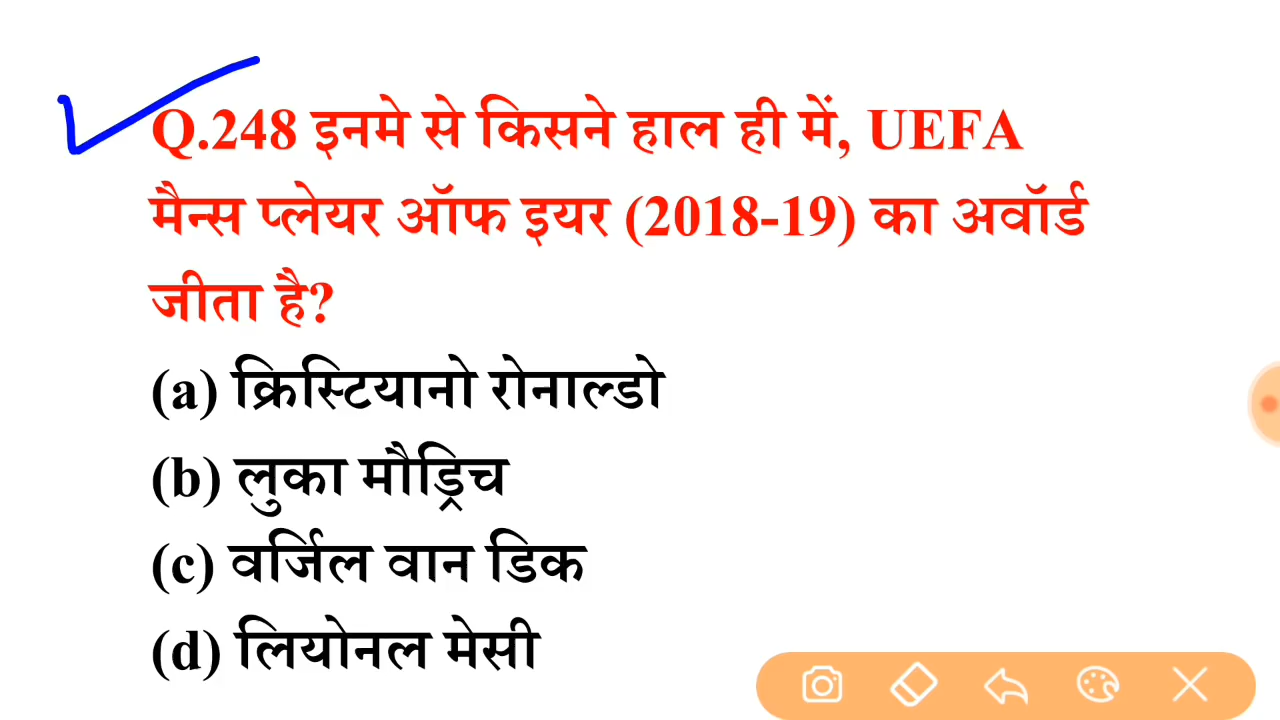 Q.248 इनमे से किसने हाल ही में, UEFA
मैन्स प्लेयर ऑफ इयर (2018-19) का अवॉर्ड
जीता है?
(a) क्रिस्टियानो रोनाल्डो
(b) लुका मौड्रिच
(c) वर्जिल वान डिक
(d) लियोनल मेसी